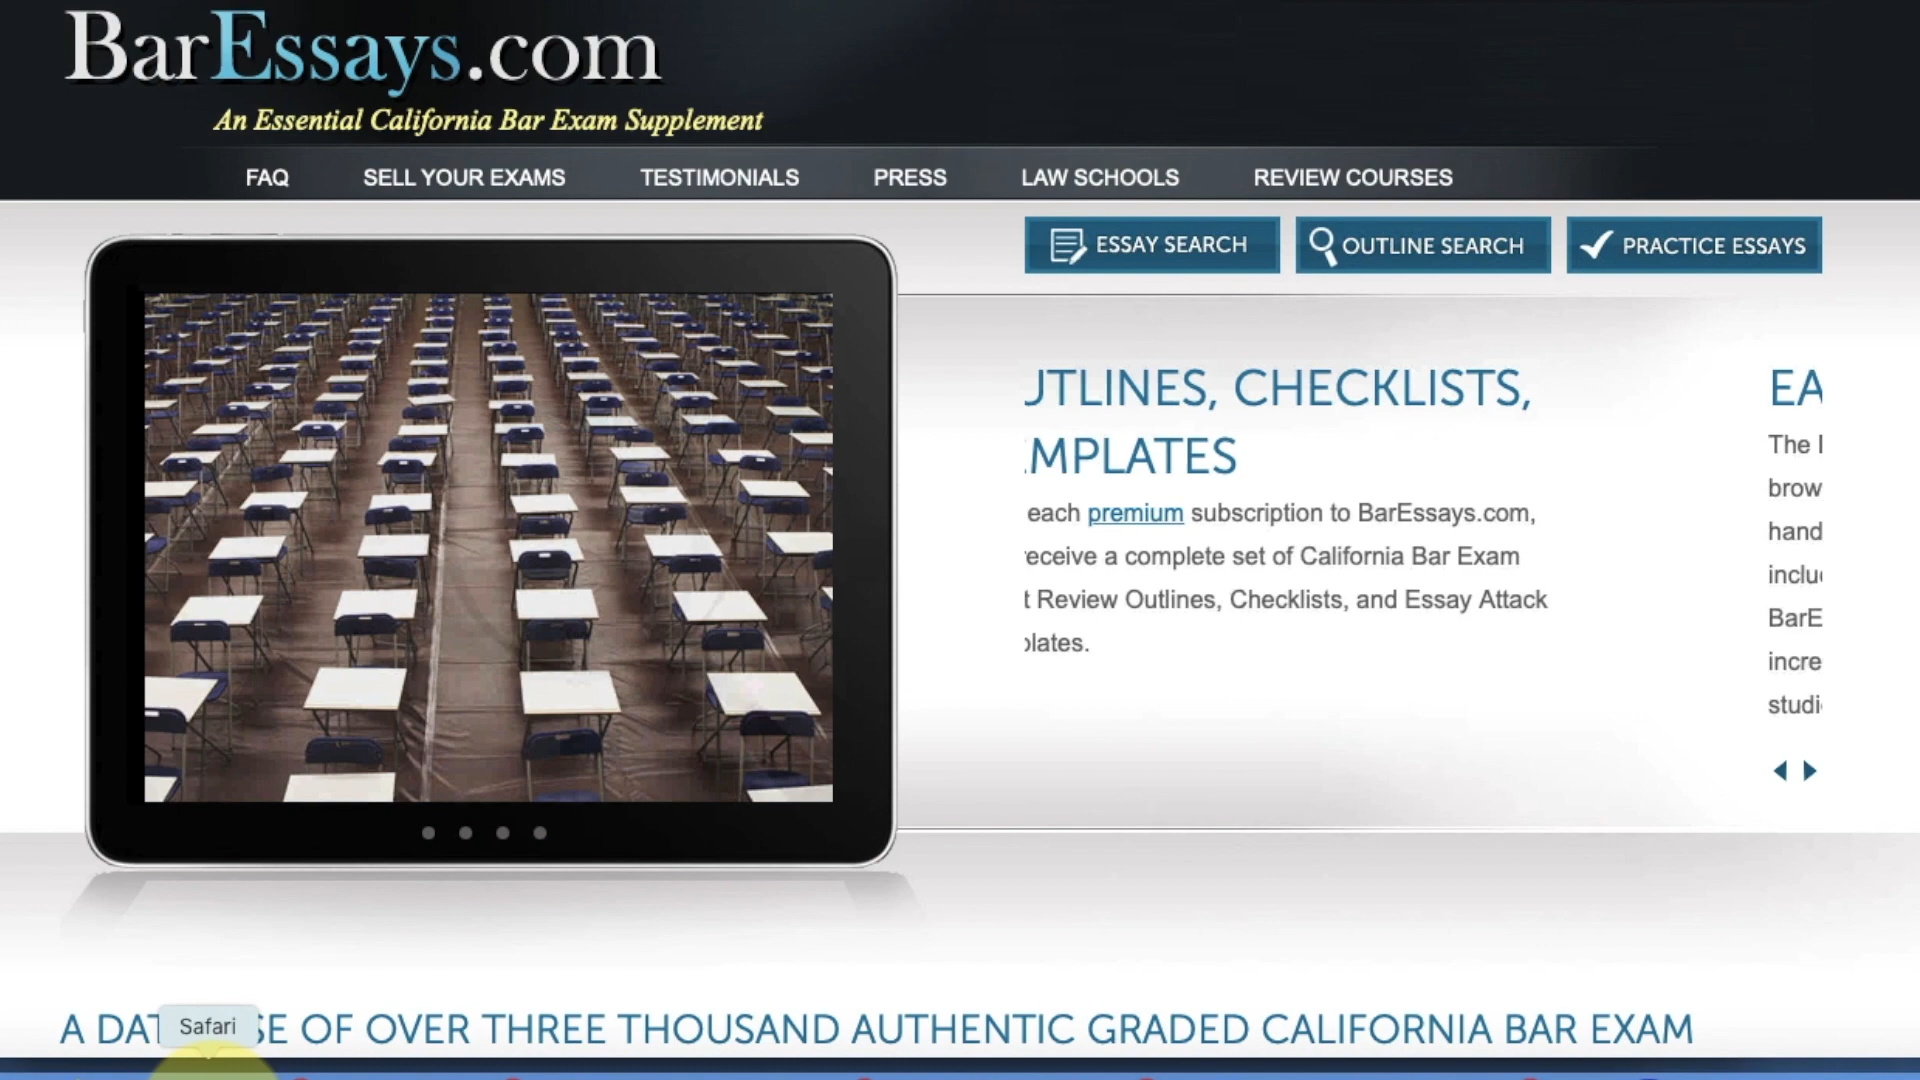 BarEssays.com
An Essential California Bar Exam Supplement
FAQ SELL YOUR EXAMS TESTIMONIALS PRESS LAW SCHOOLS REVIEW COURSES
ESSAY SEARCH OUTLINE SEARCH PRACTICE ESSAYS
UTLINES, CHECKLISTS,
MPLATES
each premium subscription to BarEssays.com,
eceive a complete set of California Bar Exam
t Review Outlines, Checklists, and Essay Attack
plates.
EA
The
brow
hand
inclu
BarE
incre
studi
A DAT SE OF OVER THREE THOUSAND AUTHENTIC GRADED CALIFORNIA BAR EXAM
Safari